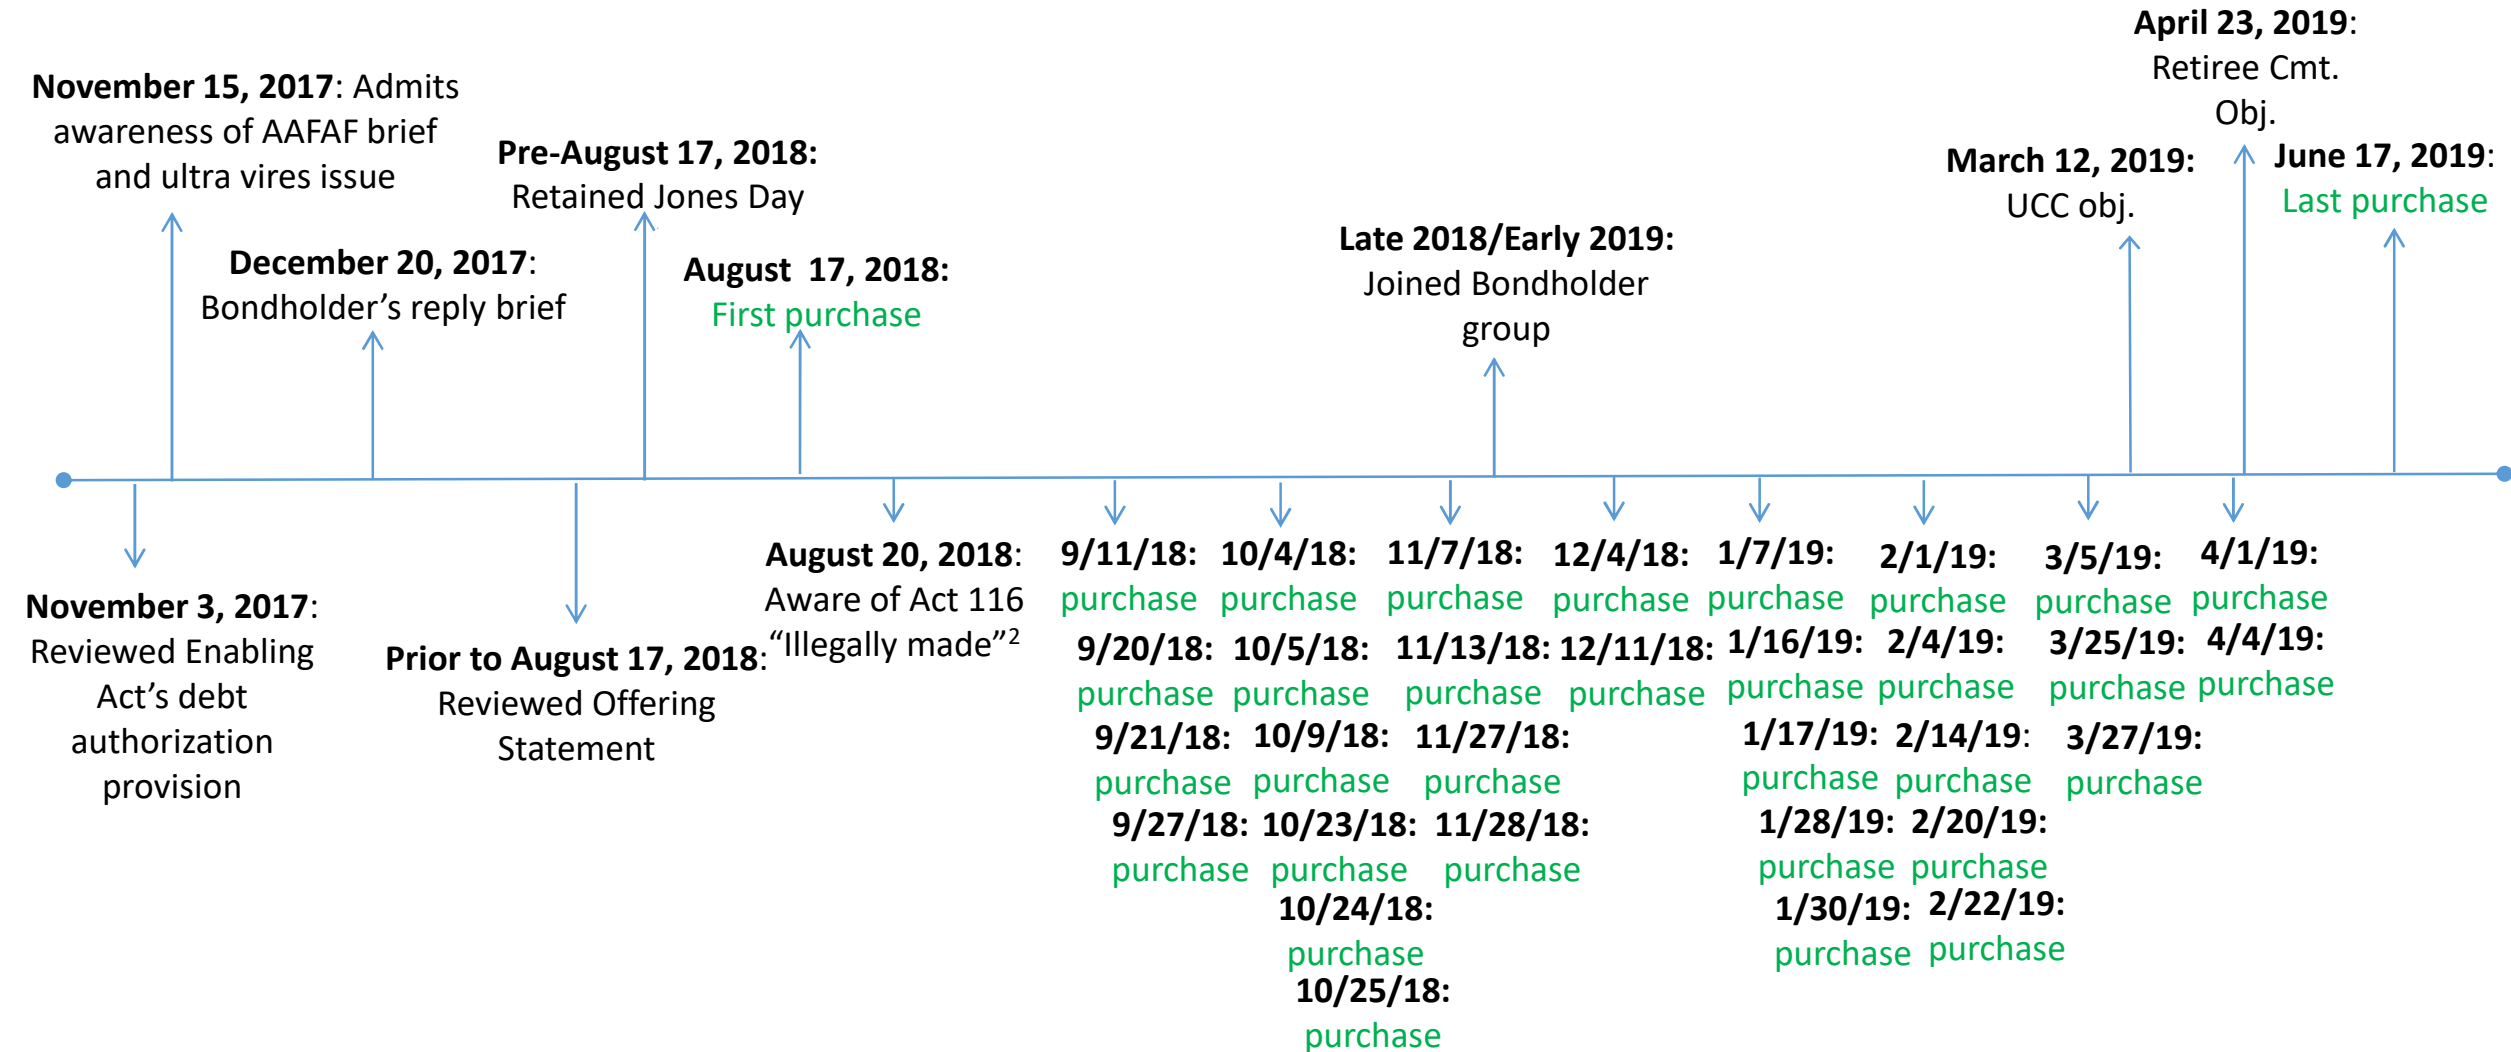 November 15, 2017: Admits
awareness of AAFAF brief
and ultra vires issue
December 20, 2017:
Bondholder’s reply brief
Pre-August 17, 2018:
Retained Jones Day
August 17, 2018:
First purchase
Late 2018/Early 2019:
Joined Bondholder
group
March 12, 2019:
UCC obj.
April 23, 2019:
Retiree Cmt.
Obj.
June 17, 2019:
Last purchase
November 3, 2017:
Reviewed Enabling
Act’s debt
authorization
provision
Prior to August 17, 2018:
Reviewed Offering
Statement
August 20, 2018:
Aware of Act 116
“Illegally made”2
9/11/18:
purchase
9/20/18:
purchase
9/21/18:
purchase
9/27/18:
purchase
10/4/18:
purchase
10/5/18:
purchase
10/9/18:
purchase
10/23/18:
purchase
10/24/18:
purchase
10/25/18:
purchase
11/7/18:
purchase
11/13/18:
purchase
11/27/18:
purchase
11/28/18:
purchase
12/4/18:
purchase
12/11/18:
purchase
1/7/19:
purchase
1/16/19:
purchase
1/17/19:
purchase
1/28/19:
purchase
1/30/19:
purchase
2/1/19:
purchase
2/4/19:
purchase
2/14/19:
purchase
2/20/19:
purchase
2/22/19:
purchase
3/5/19:
purchase
3/25/19:
purchase
3/27/19:
purchase
4/1/19:
purchase
4/4/19:
purchase